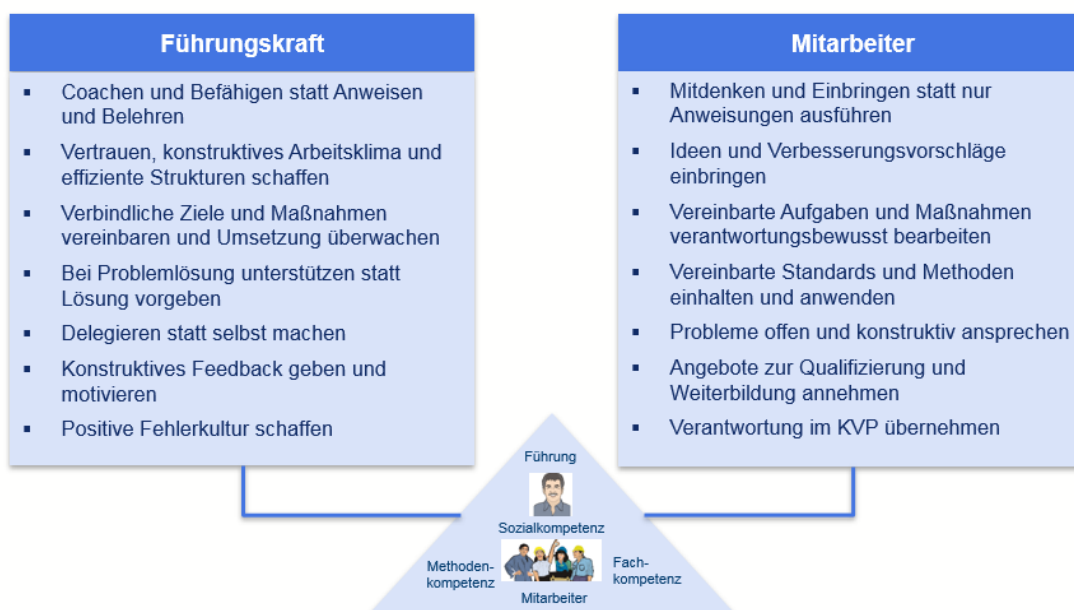 Führungskraft
Coachen und Befähigen statt Anweisen
und Belehren
Vertrauen, konstruktives Arbeitsklima und
effiziente Strukturen schaffen
Verbindliche Ziele und Maßnahmen
vereinbaren und Umsetzung überwachen
Bei Problemlösung unterstützen statt
Lösung vorgeben
Delegieren statt selbst machen
Konstruktives Feedback geben und
motivieren
Positive Fehlerkultur schaffen
Mitarbeiter
Mitdenken und Einbringen statt nur
Anweisungen ausführen
Ideen und Verbesserungsvorschläge
einbringen
Vereinbarte Aufgaben und Maßnahmen
verantwortungsbewusst bearbeiten
Vereinbarte Standards und Methoden
einhalten und anwenden
Probleme offen und konstruktiv ansprechen
Angebote zur Qualifizierung und
Weiterbildung annehmen
Verantwortung im KVP übernehmen
Führung
Sozialkompetenz
Methoden-
kompetenz
Fach-
kompetenz
Mitarbeiter